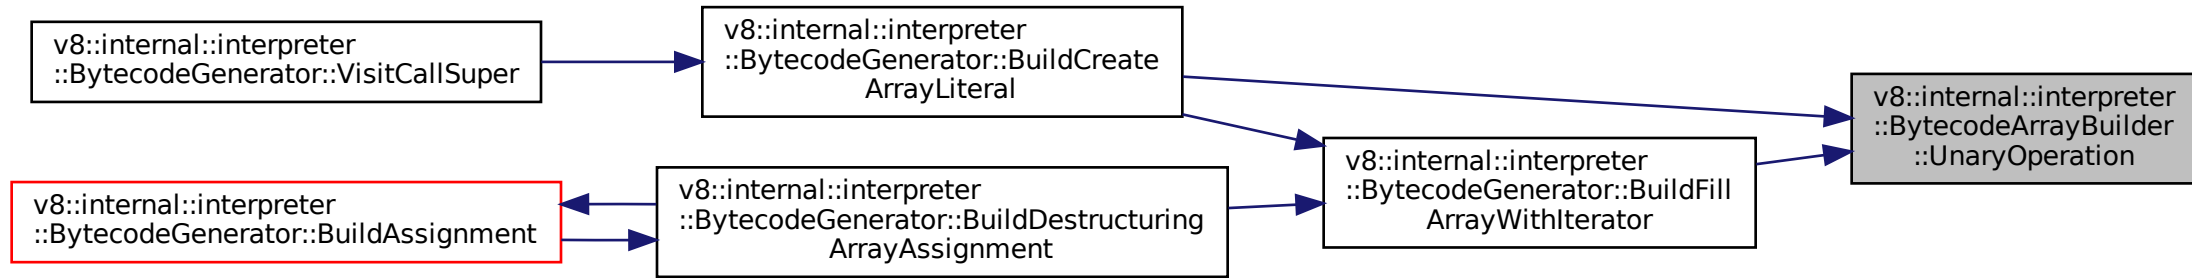 v8::internal::interpreter
::BytecodeGenerator::VisitCallSuper
v8::internal::interpreter
::BytecodeGenerator::BuildCreate
ArrayLiteral
v8::internal::interpreter
::BytecodeArrayBuilder
::UnaryOperation
v8::internal::interpreter
::BytecodeGenerator::BuildFill
ArrayWithIterator
v8::internal::interpreter
::BytecodeGenerator::BuildDestructuring
ArrayAssignment
v8::internal::interpreter
::BytecodeGenerator::BuildAssignment